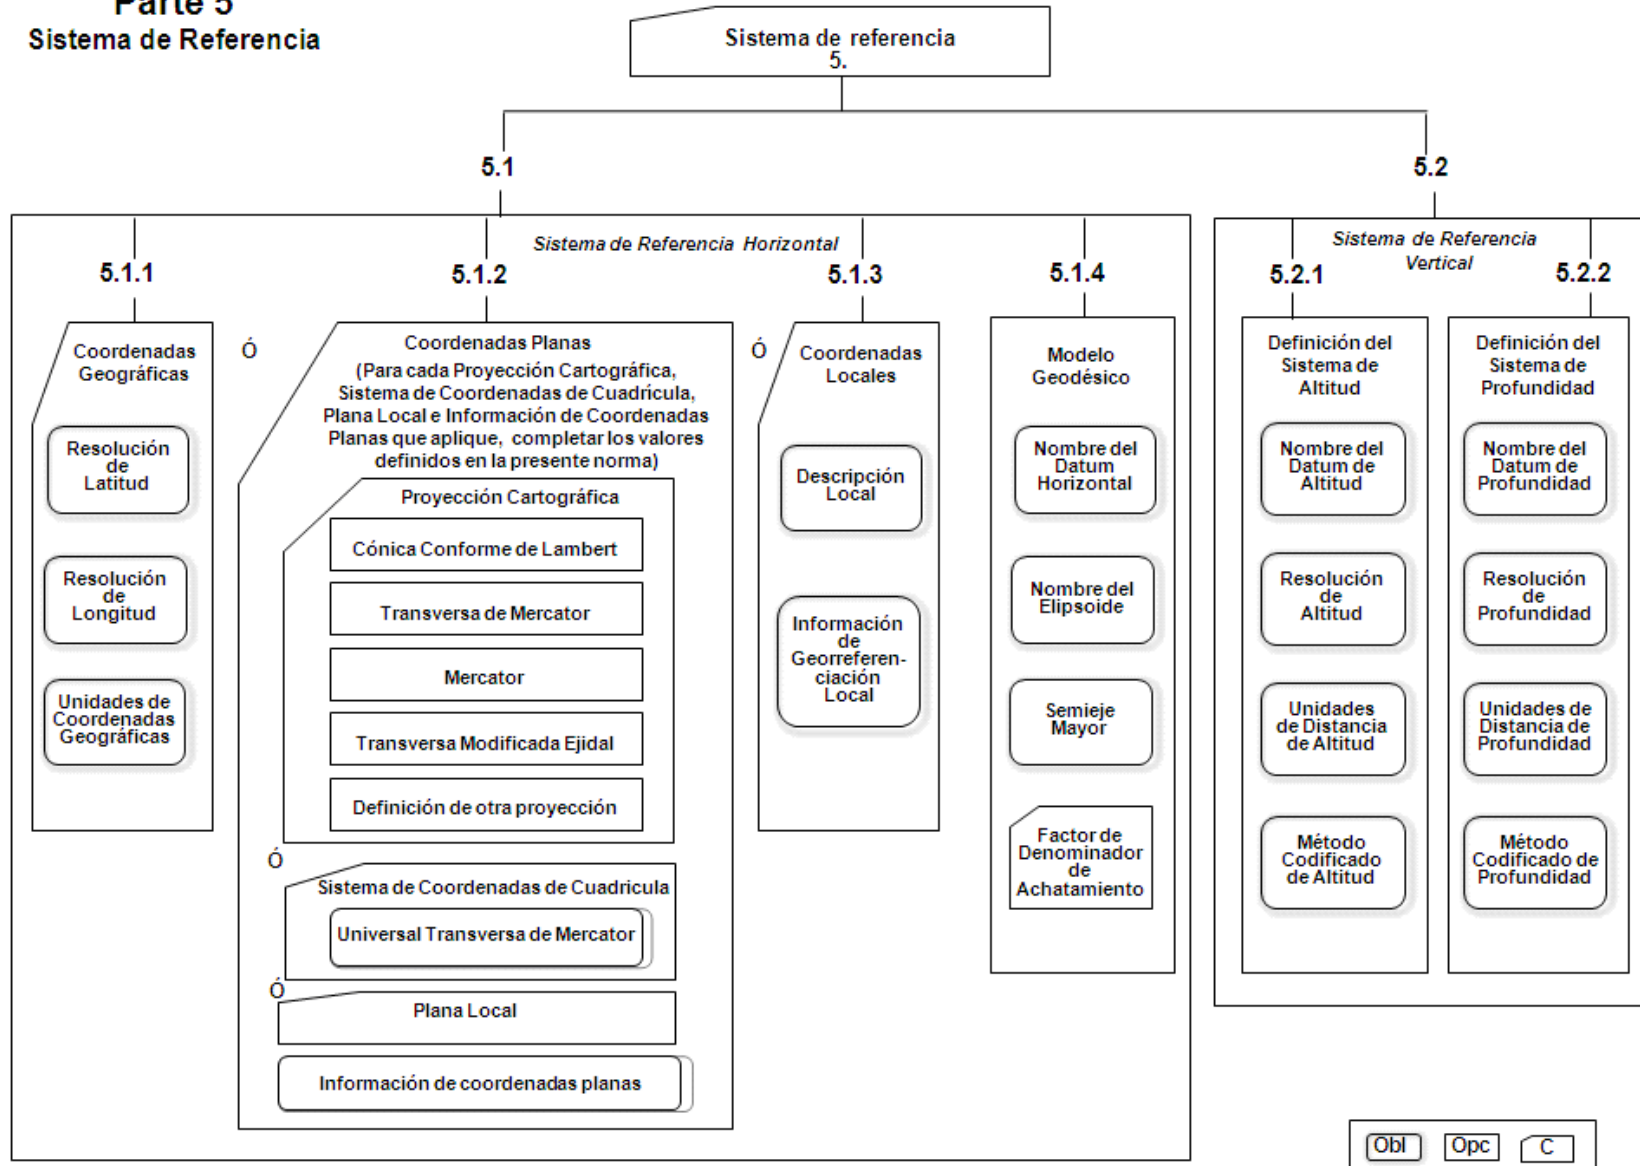 Parte 5
Sistema de Referencia
Sistema de referencia
5.
5.1
5.2
Sistema de Referencia Horizontal
5.1.1
5.1.2
5.1.3
5.1.4
Sistema de Referencia
Vertical
5.2.1
5.2.2
Coordenadas
Geográficas
Resolución
de
Latitud
Resolución
de
Longitud
Unidades de
Coordenadas
Geográficas
Ó
Coordenadas Planas
(Para cada Proyección Cartográfica,
Sistema de Coordenadas de Cuadrícula,
Plana Local e Información de Coordenadas
Planas que aplique, completar los valores
definidos en la presente norma)
Proyección Cartográfica
Cónica Conforme de Lambert
Transversa de Mercator
Mercator
Transversa Modificada Ejidal
Definición de otra proyección
Ó
Sistema de Coordenadas de Cuadricula
Universal Transversa de Mercator
Ó
Plana Local
Información de coordenadas planas
Ó
Coordenadas
Locales
Descripción
Local
Información
de
Georreferen-
ciación
Local
Modelo
Geodésico
Nombre del
Datum
Horizontal
Nombre del
Elipsoide
Semieje
Mayor
Factor de
Denominador
de
Achatamiento
Definición del
Sistema de
Altitud
Nombre del
Datum de
Altitud
Resolución
de
Altitud
Unidades
de Distancia
de Altitud
Método
Codificado
de Altitud
Definición del
Sistema de
Profundidad
Nombre del
Datum de
Profundidad
Resolución
de
Profundidad
Unidades de
Distancia de
Profundidad
Método
Codificado de
Profundidad
Obl
Opc
C